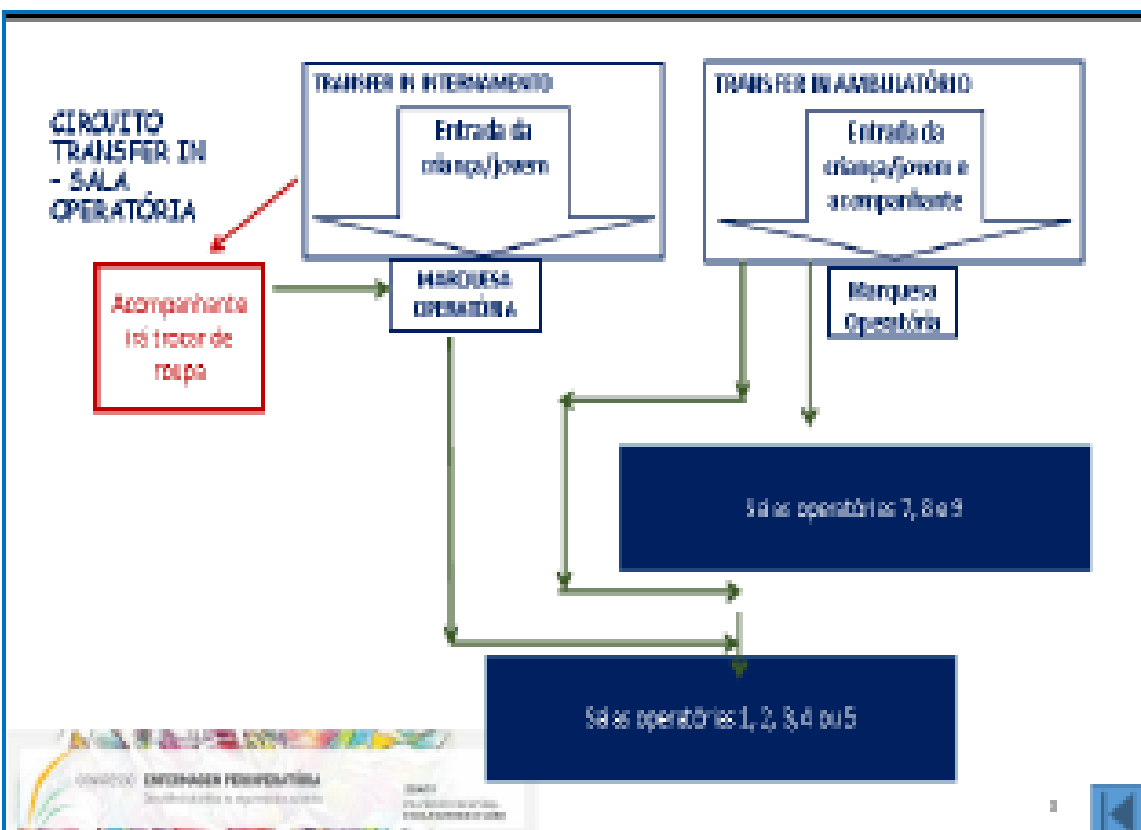 CIRCUITO
TRANSFER IN
- SALA
OPERATÓRIA
TRANSFER IN INTERNAMENTO
Entrada da
criança/jovem
TRANSFER IN AMBULATÓRIO
Entrada da
criança/jovem e
acompanhante
Acompanhante
irá trocar de
roupa
MARQUESA
OPERATÓRIA
Marquesa
Operatória
Salas operatórias 7, 8 e 9
Salas operatórias 1, 2, 3,4 ou 5
ENFERMAGEM PERIOPERATÓRIA